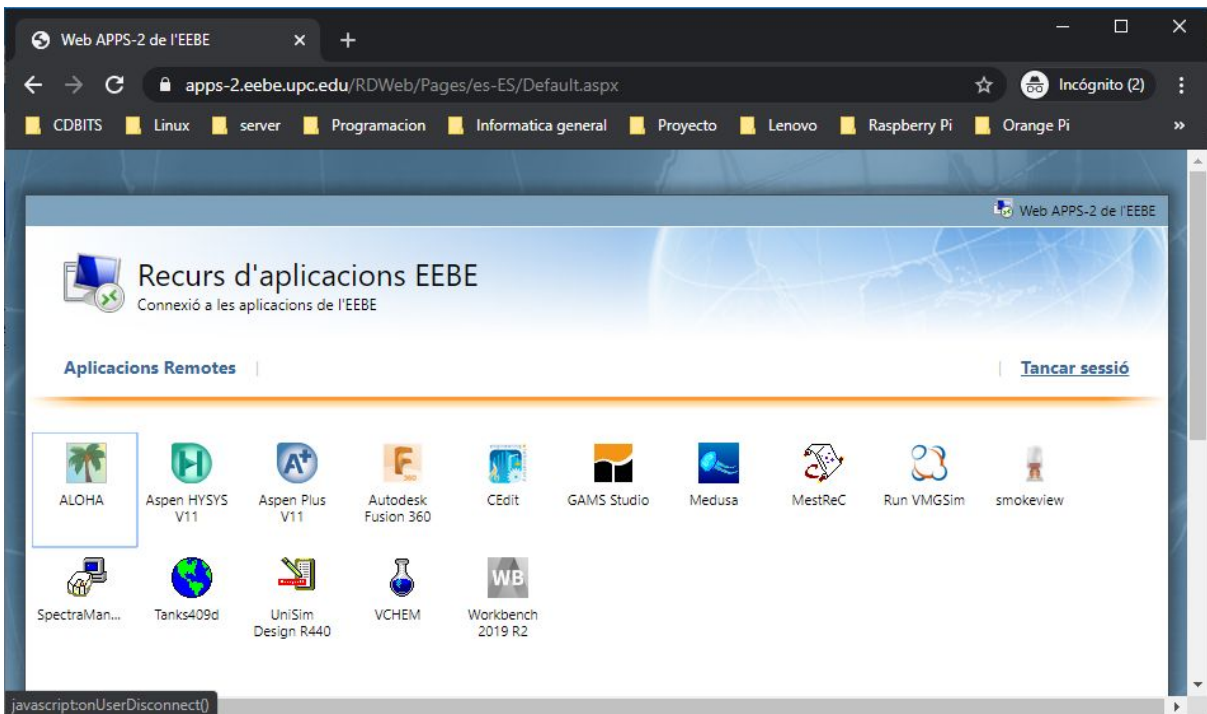 Web APPS-2 de l'EEBE
apps-2.eebe.upc.edu/RDWeb/Pages/es-ES/Default.aspx
Incógnito (2)
CDBITS Linux server Programacion Informatica general Proyecto Lenovo Raspberry Pi Orange Pi »
Web APPS-2 de l'EEBE
Recurs d'aplicacions EEBE
Connexió a les aplicacions de l'EEBE
Aplicacions Remotes | | Tancar sessió
ALOHA Aspen HYSYS Aspen Plus Autodesk CEdit GAMS Studio Medusa MestReC Run VMGSim smokeview
V11 V11 Fusion 360
SpectraMan... Tanks409d UniSim VCHEM Workbench
Design R440 2019 R2
WB
javascript:onUserDisconnect()